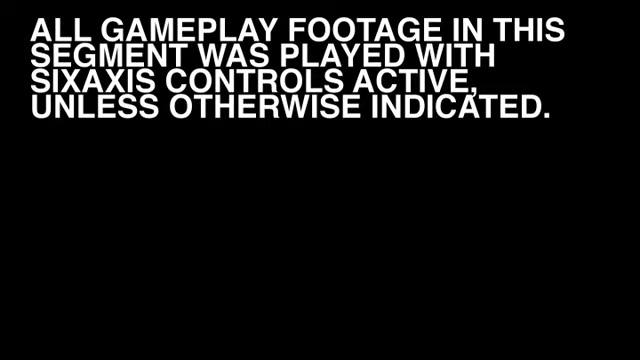 ALL GAMEPLAY FOOTAGE IN THIS
SEGMENT WAS PLAYED WITH
SIXAXIS CONTROLS ACTIVE,
UNLESS OTHERWISE INDICATED.